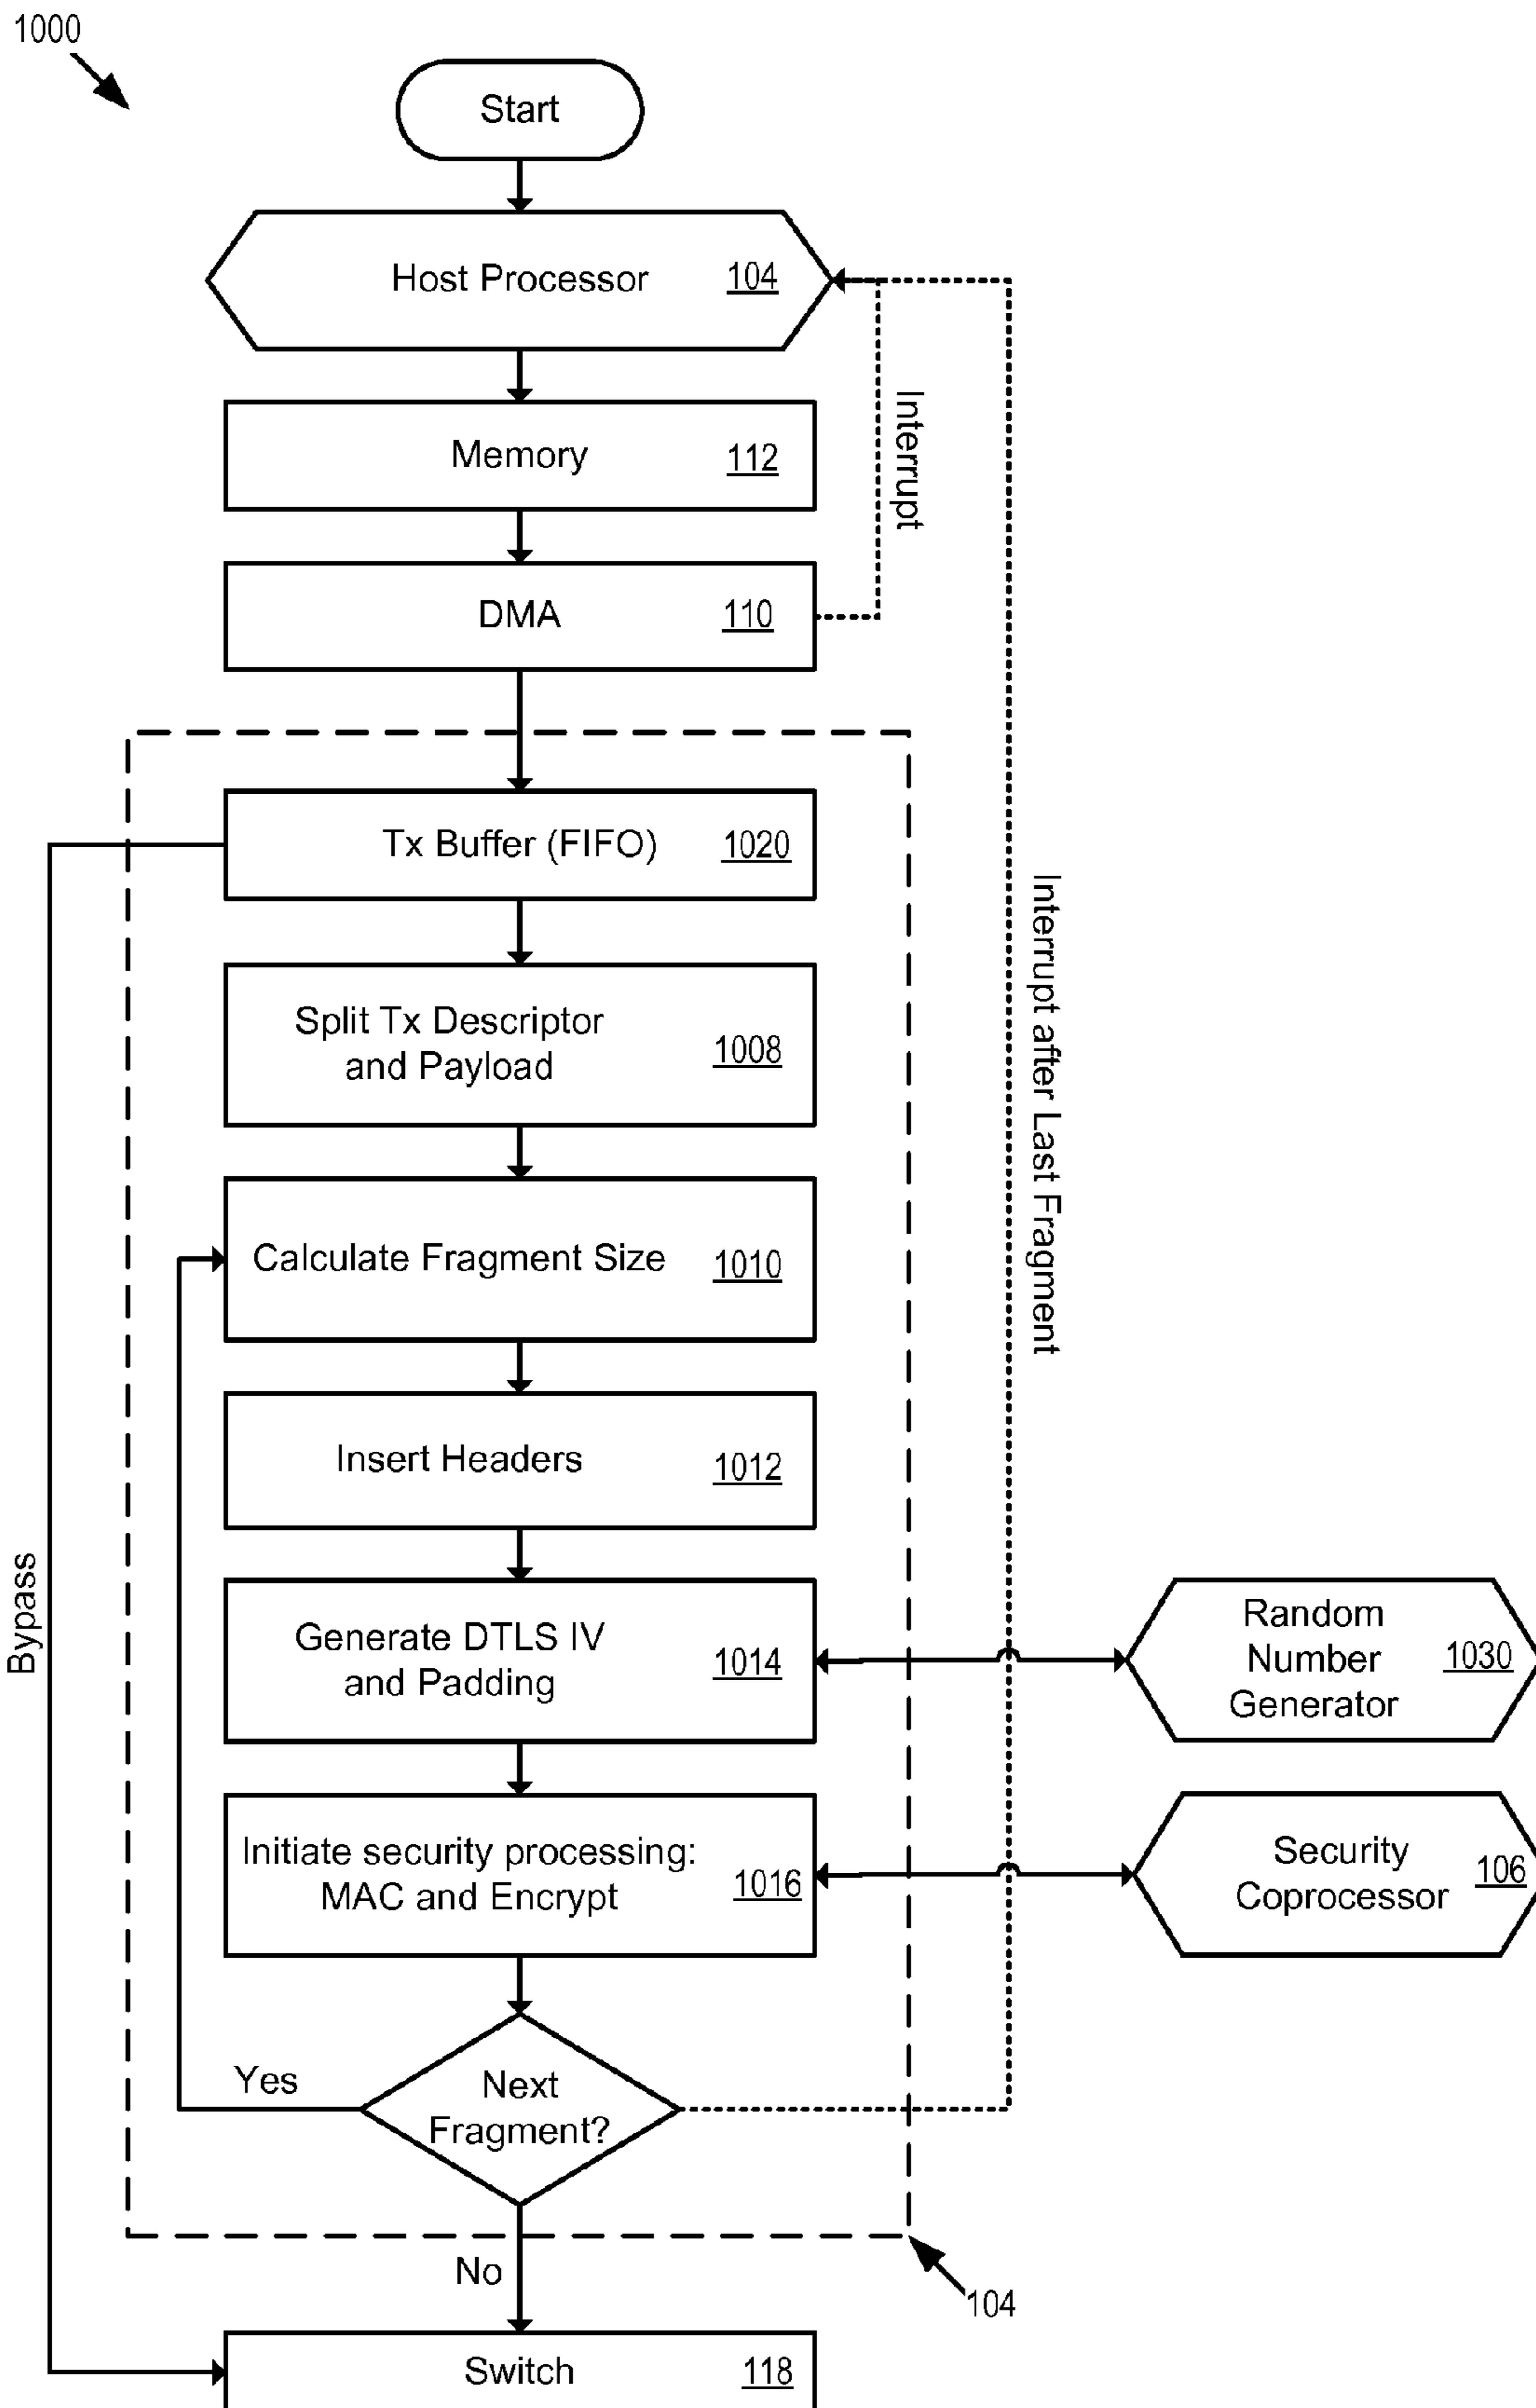 1000
Start
Host Processor 104
Interrupt
Memory 112
DMA 110
Tx Buffer (FIFO) 1020
Interrupt after Last Fragment
Split Tx Descriptor
and Payload 1008
Calculate Fragment Size 1010
Insert Headers 1012
Bypass
Generate DTLS IV
and Padding 1014
Random
Number
Generator 1030
Initiate security processing:
MAC and Encrypt 1016
Security
Coprocessor 106
Yes
Next
Fragment?
No
104
Switch 118